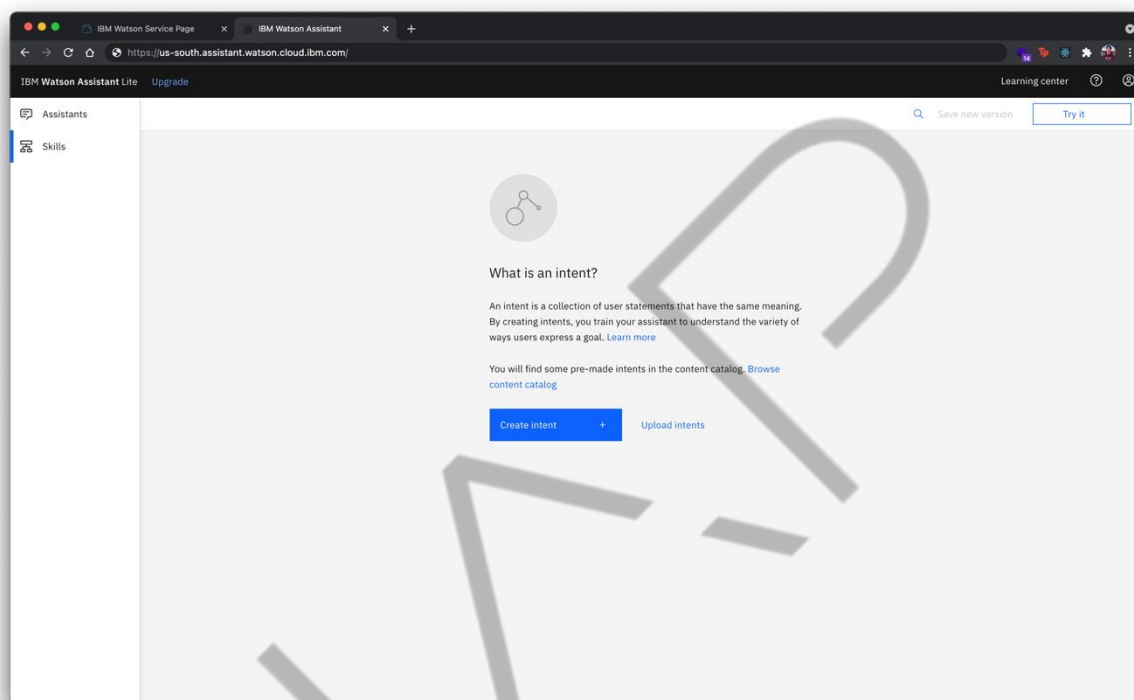 IBM Watson Service Page
IBM Watson Assistant
https://us-south.assistant.watson.cloud.ibm.com/
14
IBM Watson Assistant Lite Upgrade
Learning center
Assistants
Save new version
Try it
Skills
What is an intent?
An intent is a collection of user statements that have the same meaning.
By creating intents, you train your assistant to understand the variety of
ways users express a goal. Learn more
You will find some pre-made intents in the content catalog. Browse
content catalog
Create intent +
Upload intents